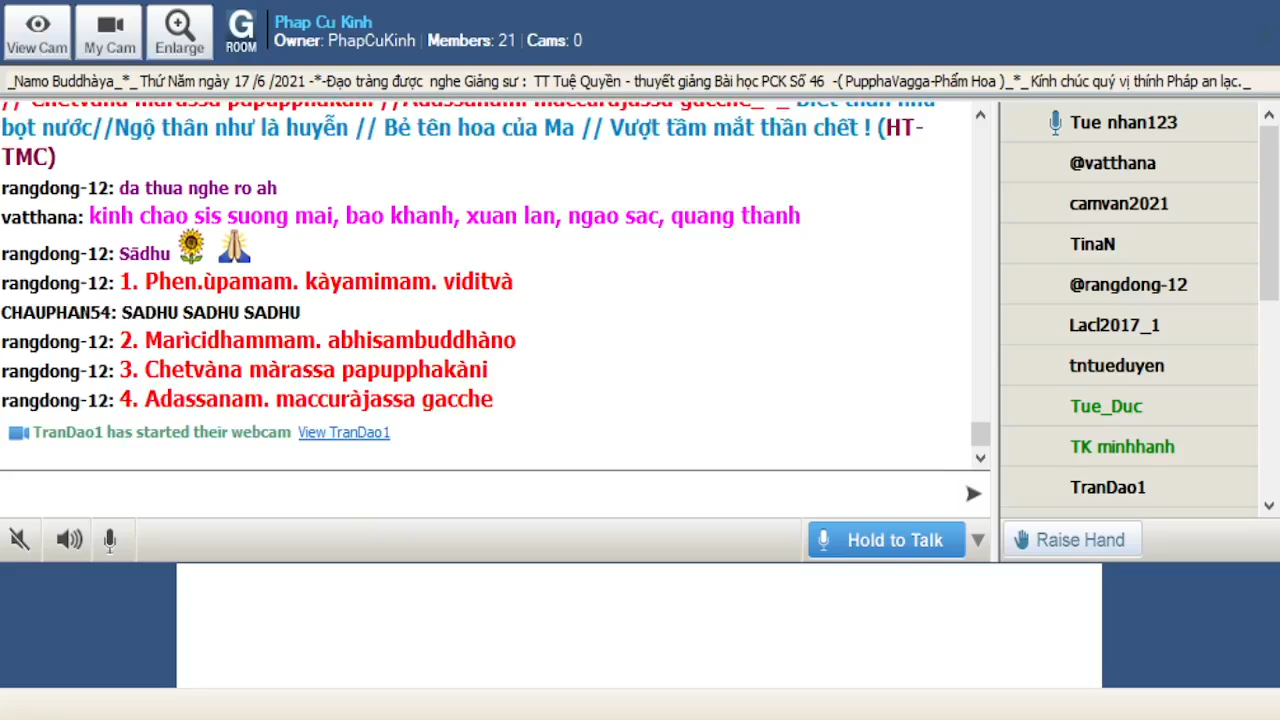 View Cam
My Cam
Enlarge
G
ROOM
Phap Cu Kinh
Owner: PhapCuKinh | Members: 21 | Cams: 0
_Namo Buddhàya_*_Thứ Năm ngày 17 /6 /2021 -*-Đạo tràng được nghe Giảng sư : TT Tuệ Quyền - thuyết giảng Bài học PCK Số 46 -( PupphaVagga-Phẩm Hoa )_*_Kính chúc quý vị thính Pháp an lạc._
bọt nước//Ngộ thân như là huyễn // Bẻ tên hoa của Ma // Vượt tầm mắt thần chết ! (HT-
TMC)
rangdong-12: da thua nghe ro ah
vatthana: kinh chao sis suong mai, bao khanh, xuan lan, ngao sac, quang thanh
rangdong-12: Sādhu
rangdong-12: 1. Phen.ùpamam. kàyamimam. viditvà
CHAUPHAN54: SADHU SADHU SADHU
rangdong-12: 2. Marìcidhammam. abhisambuddhàno
rangdong-12: 3. Chetvàna màrassa papupphakàni
rangdong-12: 4. Adassanam. maccuràjassa gacche
TranDao1 has started their webcam View TranDao1
Tue nhan123
@vatthana
camvan2021
TinaN
@rangdong-12
Lacl2017_1
tntueduyen
Tue_Duc
TK minhhanh
TranDao1
Hold to Talk
Raise Hand